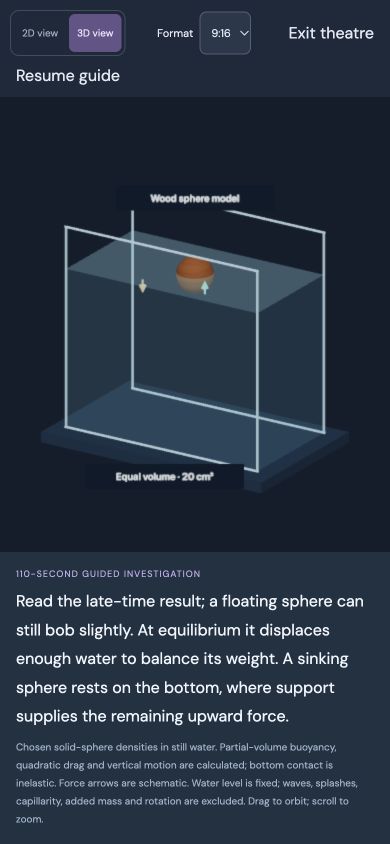 2D view 3D view Format 9:16 Exit theatre
Resume guide
Wood sphere model
Equal volume · 20 cm³
110-SECOND GUIDED INVESTIGATION
Read the late-time result; a floating sphere can
still bob slightly. At equilibrium it displaces
enough water to balance its weight. A sinking
sphere rests on the bottom, where support
supplies the remaining upward force.
Chosen solid-sphere densities in still water. Partial-volume buoyancy,
quadratic drag and vertical motion are calculated; bottom contact is
inelastic. Force arrows are schematic. Water level is fixed; waves, splashes,
capillarity, added mass and rotation are excluded. Drag to orbit; scroll to
zoom.